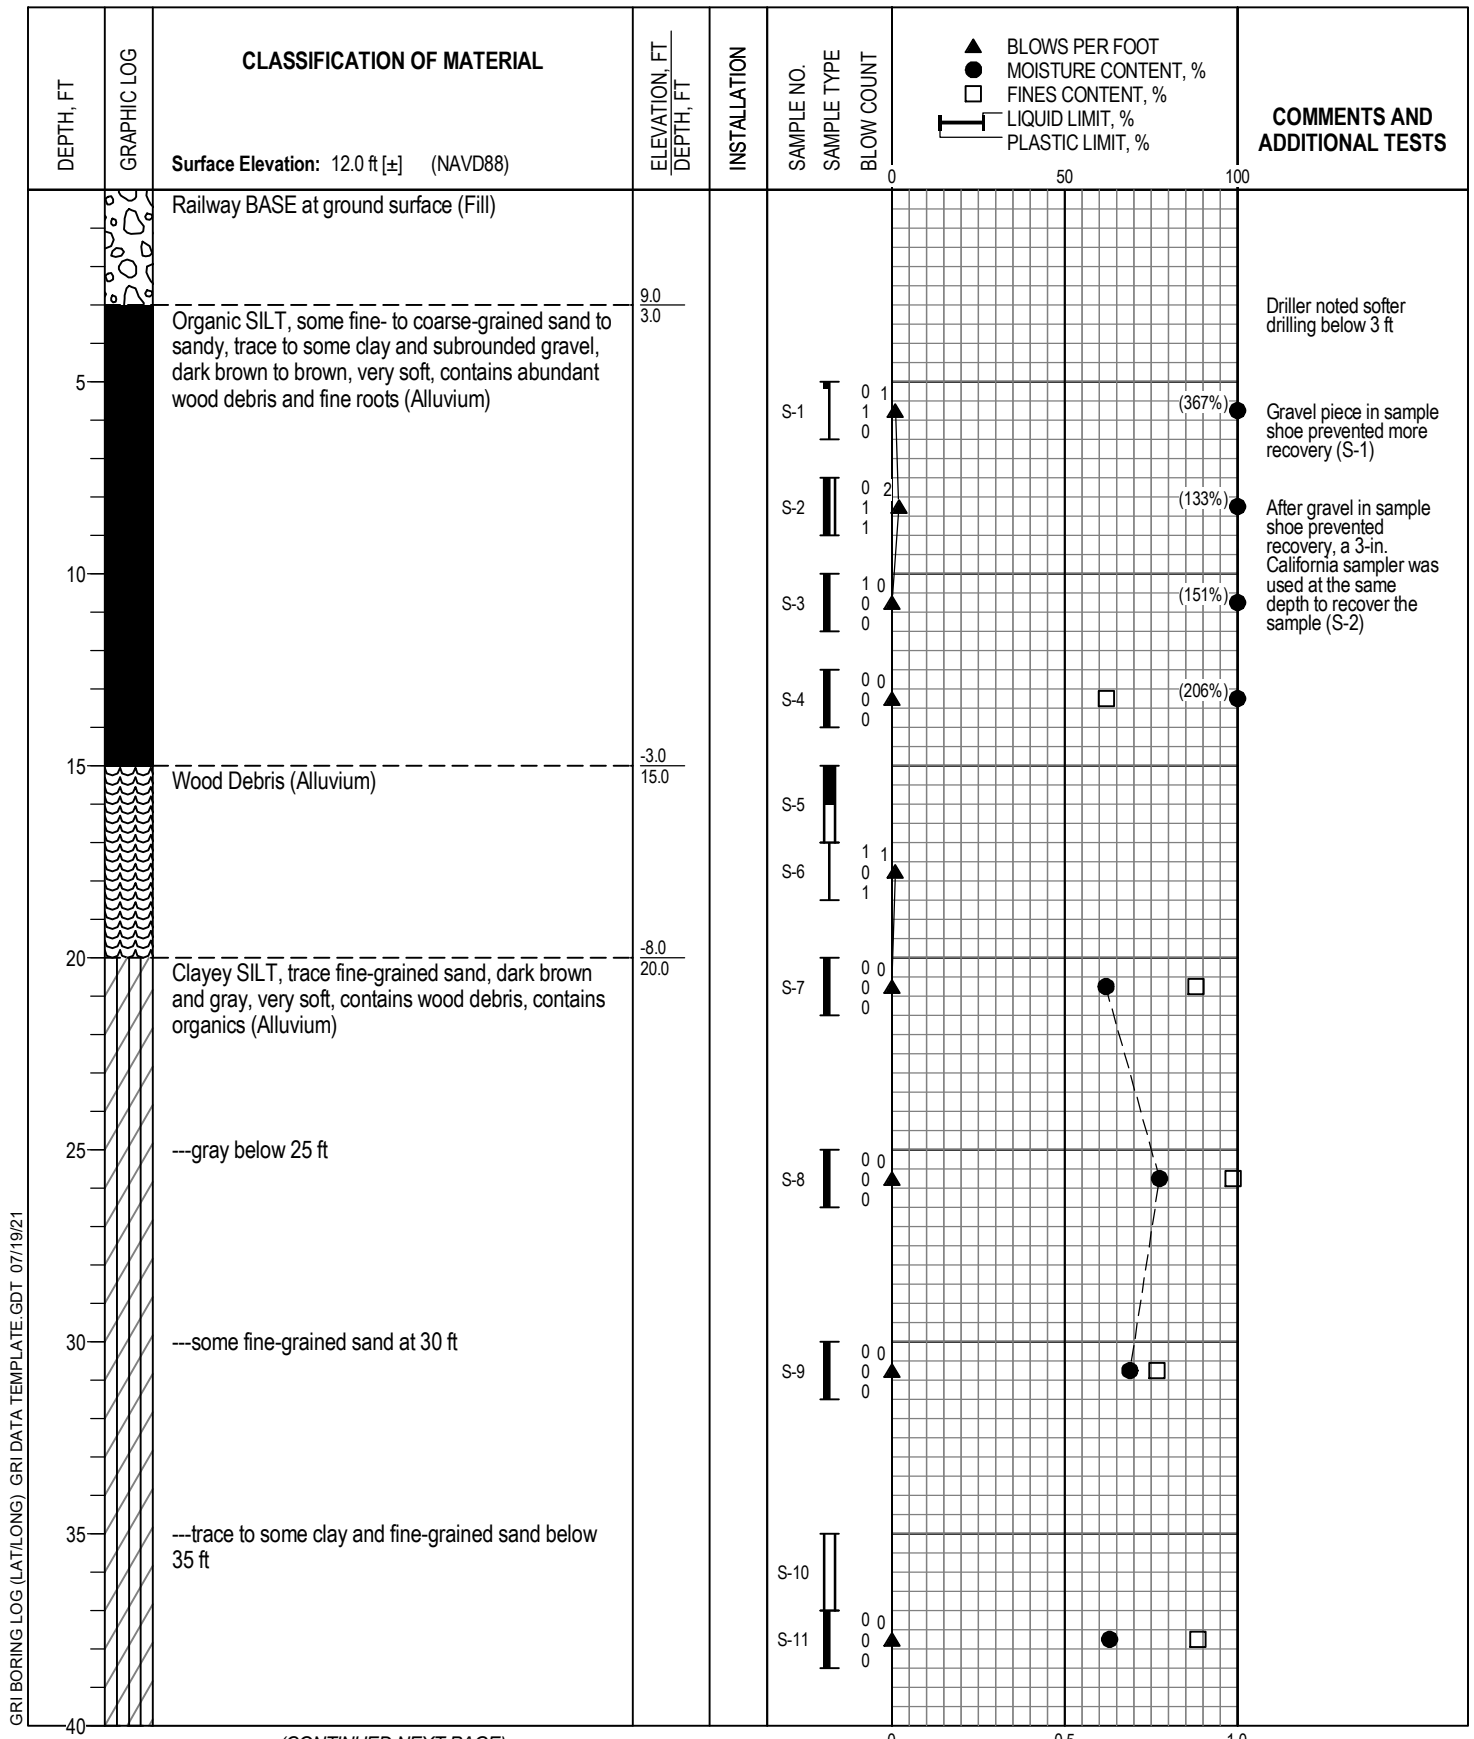 DEPTH, FT
GRAPHIC LOG
CLASSIFICATION OF MATERIAL
Surface Elevation: 12.0 ft [±] (NAVD88)
ELEVATION, FT
DEPTH, FT
INSTALLATION
SAMPLE NO.
SAMPLE TYPE
BLOW COUNT
BLOWS PER FOOT
MOISTURE CONTENT, %
FINES CONTENT, %
LIQUID LIMIT, %
PLASTIC LIMIT, %
0 50 100
COMMENTS AND
ADDITIONAL TESTS
Railway BASE at ground surface (Fill)
9.0
3.0
Organic SILT, some fine- to coarse-grained sand to
sandy, trace to some clay and subrounded gravel,
dark brown to brown, very soft, contains abundant
wood debris and fine roots (Alluvium)
Driller noted softer
drilling below 3 ft
5
S-1
0 1
1
0
(367%)
Gravel piece in sample
shoe prevented more
recovery (S-1)
S-2
0 2
1
1
(133%)
After gravel in sample
shoe prevented
recovery, a 3-in.
California sampler was
used at the same
depth to recover the
sample (S-2)
10
S-3
1 0
0
0
(151%)
S-4
0 0
0
0
(206%)
15
-3.0
15.0
Wood Debris (Alluvium)
S-5
S-6
1 1
0
1
20
-8.0
20.0
Clayey SILT, trace fine-grained sand, dark brown
and gray, very soft, contains wood debris, contains
organics (Alluvium)
S-7
0 0
0
0
25
---gray below 25 ft
S-8
0 0
0
0
30
---some fine-grained sand at 30 ft
S-9
0 0
0
0
35
---trace to some clay and fine-grained sand below
35 ft
S-10
S-11
0 0
0
0
40
(CONTINUED NEXT PAGE)
0 0.5 1.0
GRI BORING LOG (LAT/LONG) GRI DATA TEMPLATE.GDT 07/19/21